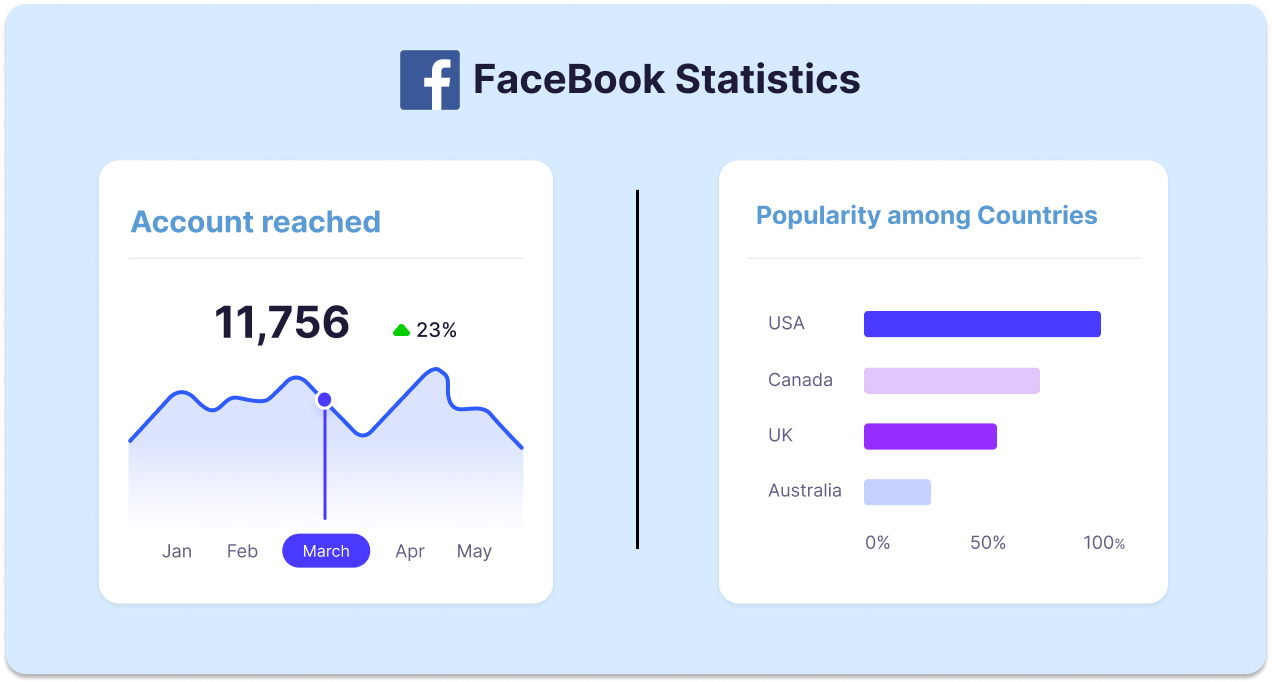 FaceBook Statistics
Account reached
11,756
23%
Jan Feb March Apr May
Popularity among Countries
USA
Canada
UK
Australia
0% 50% 100%